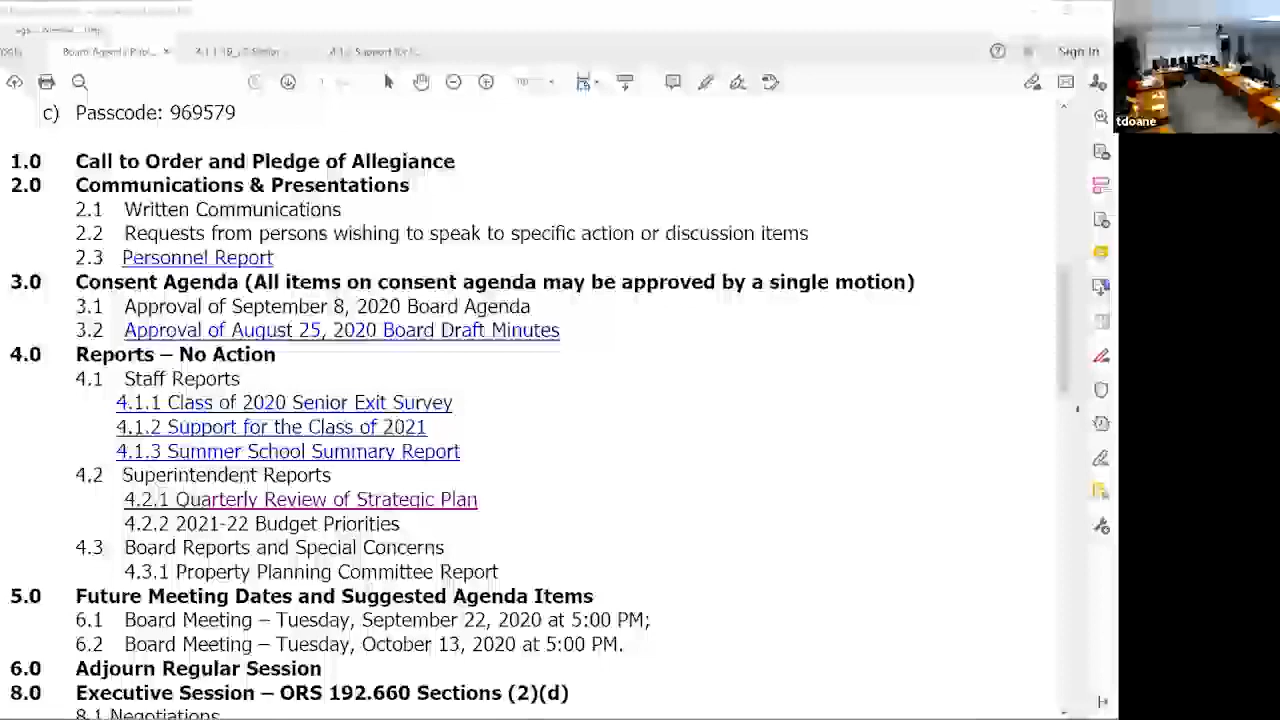 Board Agenda
Sign In
c) Passcode: 969579
tdoane
1.0 Call to Order and Pledge of Allegiance
2.0 Communications & Presentations
2.1 Written Communications
2.2 Requests from persons wishing to speak to specific action or discussion items
2.3 Personnel Report
3.0 Consent Agenda (All items on consent agenda may be approved by a single motion)
3.1 Approval of September 8, 2020 Board Agenda
3.2 Approval of August 25, 2020 Board Draft Minutes
4.0 Reports – No Action
4.1 Staff Reports
4.1.1 Class of 2020 Senior Exit Survey
4.1.2 Support for the Class of 2021
4.1.3 Summer School Summary Report
4.2 Superintendent Reports
4.2.1 Quarterly Review of Strategic Plan
4.2.2 2021-22 Budget Priorities
4.3 Board Reports and Special Concerns
4.3.1 Property Planning Committee Report
5.0 Future Meeting Dates and Suggested Agenda Items
6.1 Board Meeting – Tuesday, September 22, 2020 at 5:00 PM;
6.2 Board Meeting – Tuesday, October 13, 2020 at 5:00 PM.
6.0 Adjourn Regular Session
8.0 Executive Session – ORS 192.660 Sections (2)(d)
8.1 Negotiations